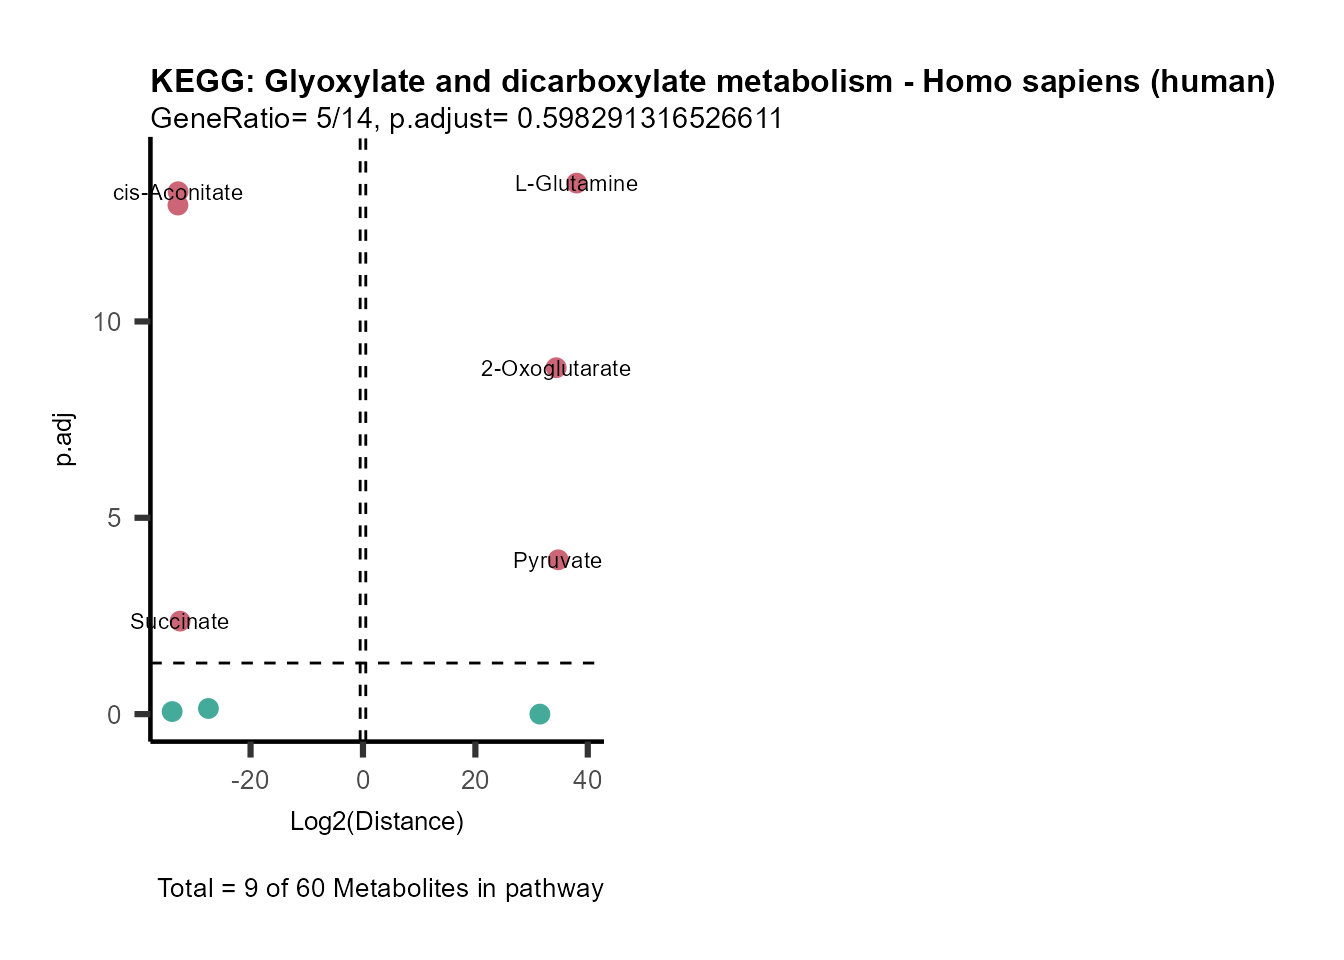 KEGG: Glyoxylate and dicarboxylate metabolism - Homo sapiens (human)
GeneRatio= 5/14, p.adjust= 0.598291316526611
cis-Aconitate
L-Glutamine
10
2-Oxoglutarate
p.adj
5
Pyruvate
Succinate
0
-20 0 20 40
Log2(Distance)
Total = 9 of 60 Metabolites in pathway